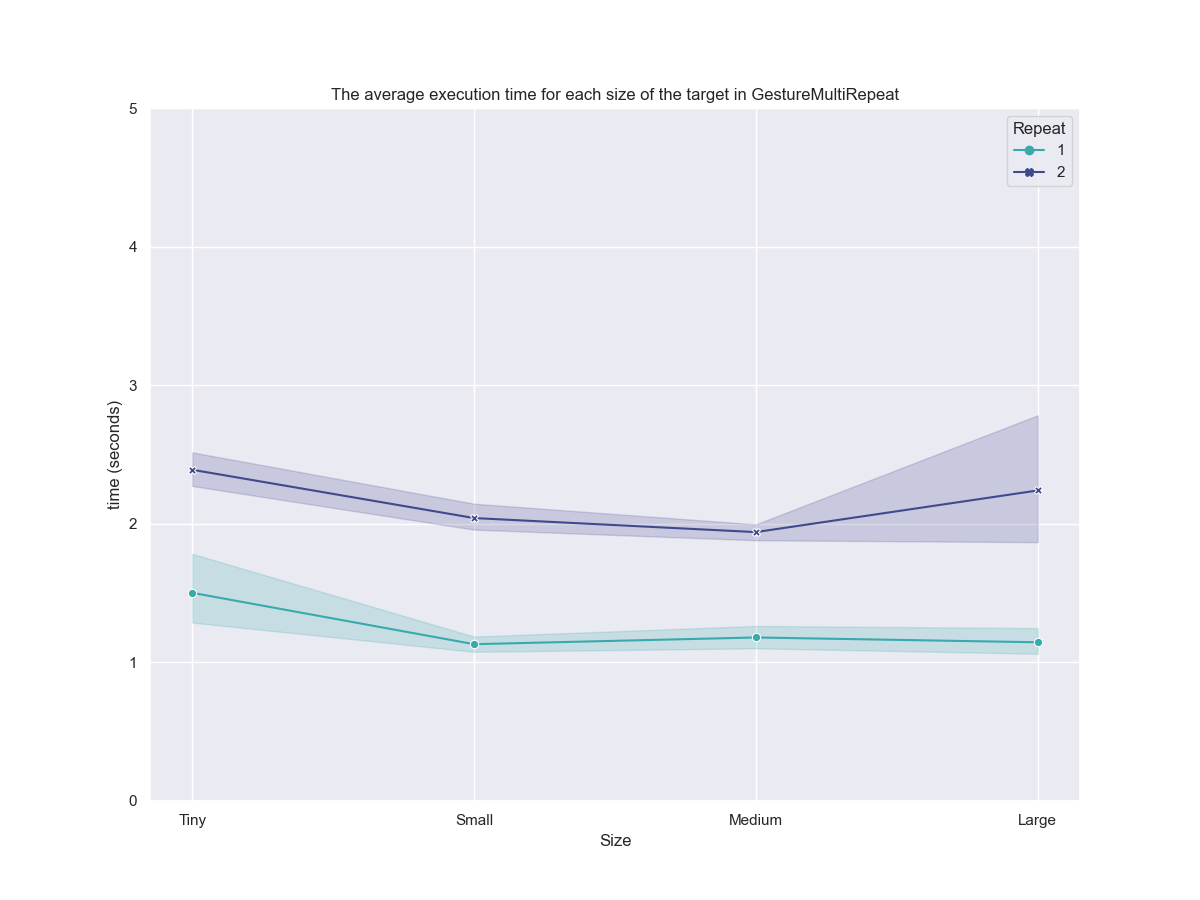 The average execution time for each size of the target in GestureMultiRepeat
Repeat
1
2
5
4
3
2
1
0
time (seconds)
Tiny Small Medium Large
Size